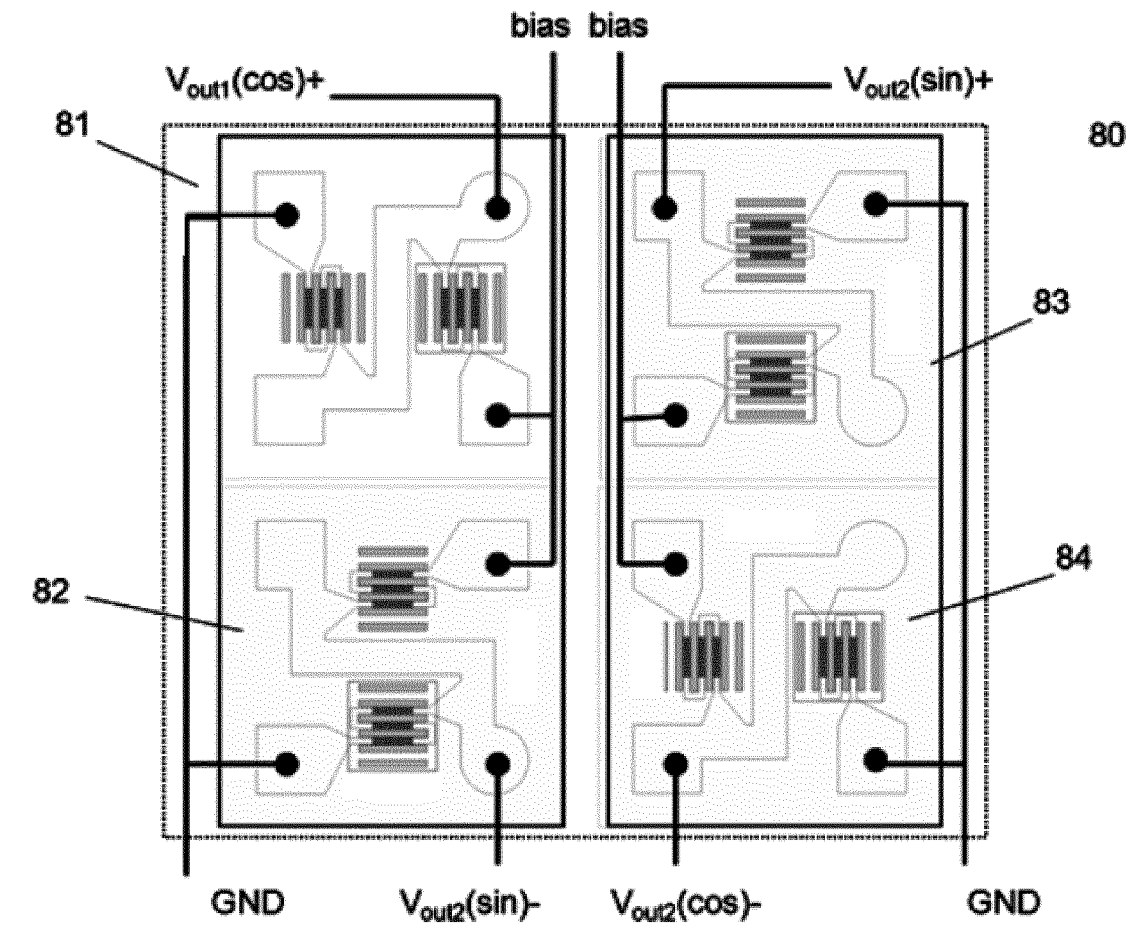 bias bias
Vout1(cos)+
Vout2(sin)+
81
80
83
82
84
GND
Vout2(sin)-
Vout2(cos)-
GND